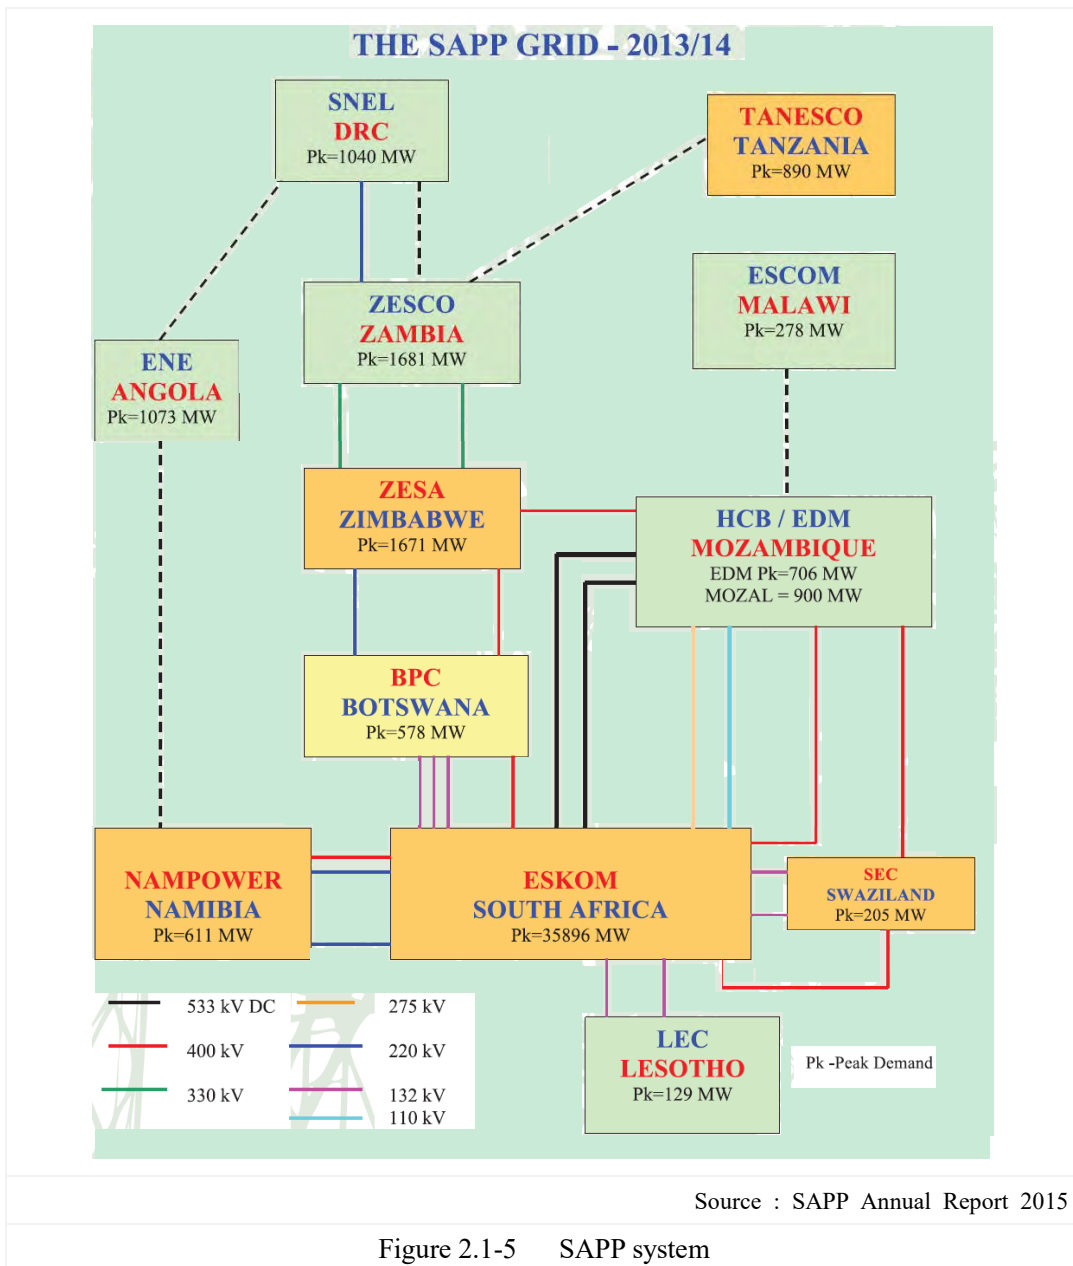 THE SAPP GRID - 2013/14
SNEL
DRC
Pk=1040 MW
TANESCO
TANZANIA
Pk=890 MW
ZESCO
ZAMBIA
Pk=1681 MW
ESCOM
MALAWI
Pk=278 MW
ENE
ANGOLA
Pk=1073 MW
ZESA
ZIMBABWE
Pk=1671 MW
HCB / EDM
MOZAMBIQUE
EDM Pk=706 MW
MOZAL = 900 MW
BPC
BOTSWANA
Pk=578 MW
NAMPOWER
NAMIBIA
Pk=611 MW
ESKOM
SOUTH AFRICA
Pk=35896 MW
SEC
SWAZILAND
Pk=205 MW
533 kV DC
275 kV
400 kV
220 kV
330 kV
132 kV
110 kV
LEC
LESOTHO
Pk=129 MW
Pk -Peak Demand
Source : SAPP Annual Report 2015
Figure 2.1-5 SAPP system